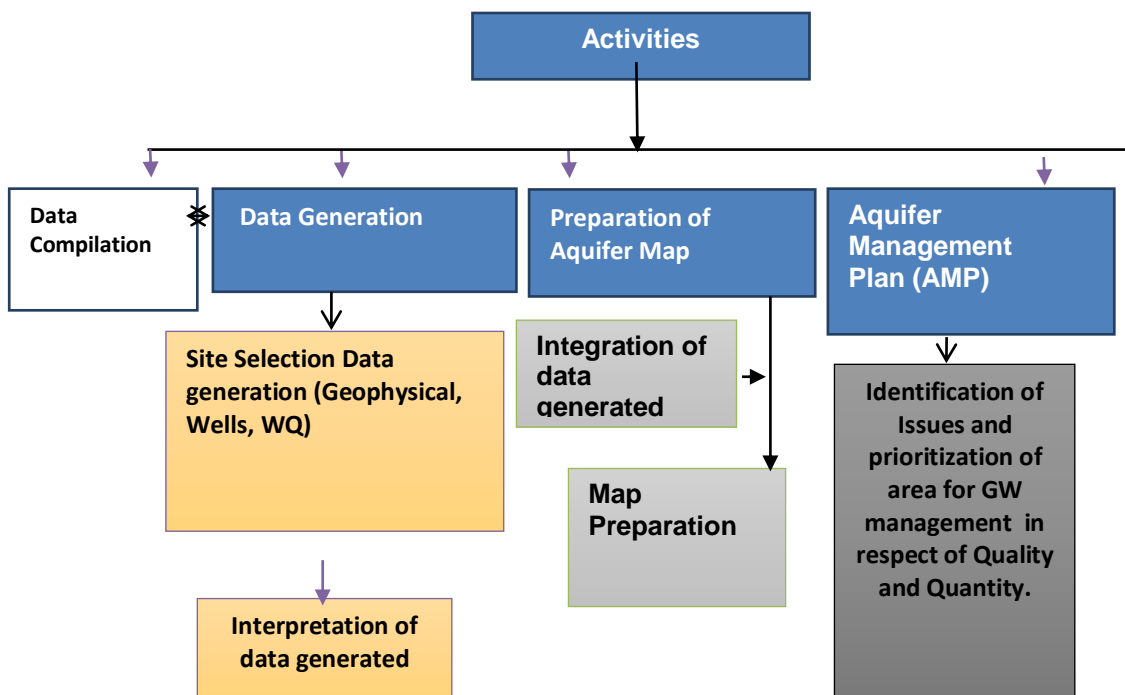 Activities
Data
Compilation
Data Generation
Preparation of
Aquifer Map
Aquifer
Management
Plan (AMP)
Site Selection Data
generation (Geophysical,
Wells, WQ)
Integration of
data
generated
Map
Preparation
Identification of
Issues and
prioritization of
area for GW
management in
respect of Quality
and Quantity.
Interpretation of
data generated